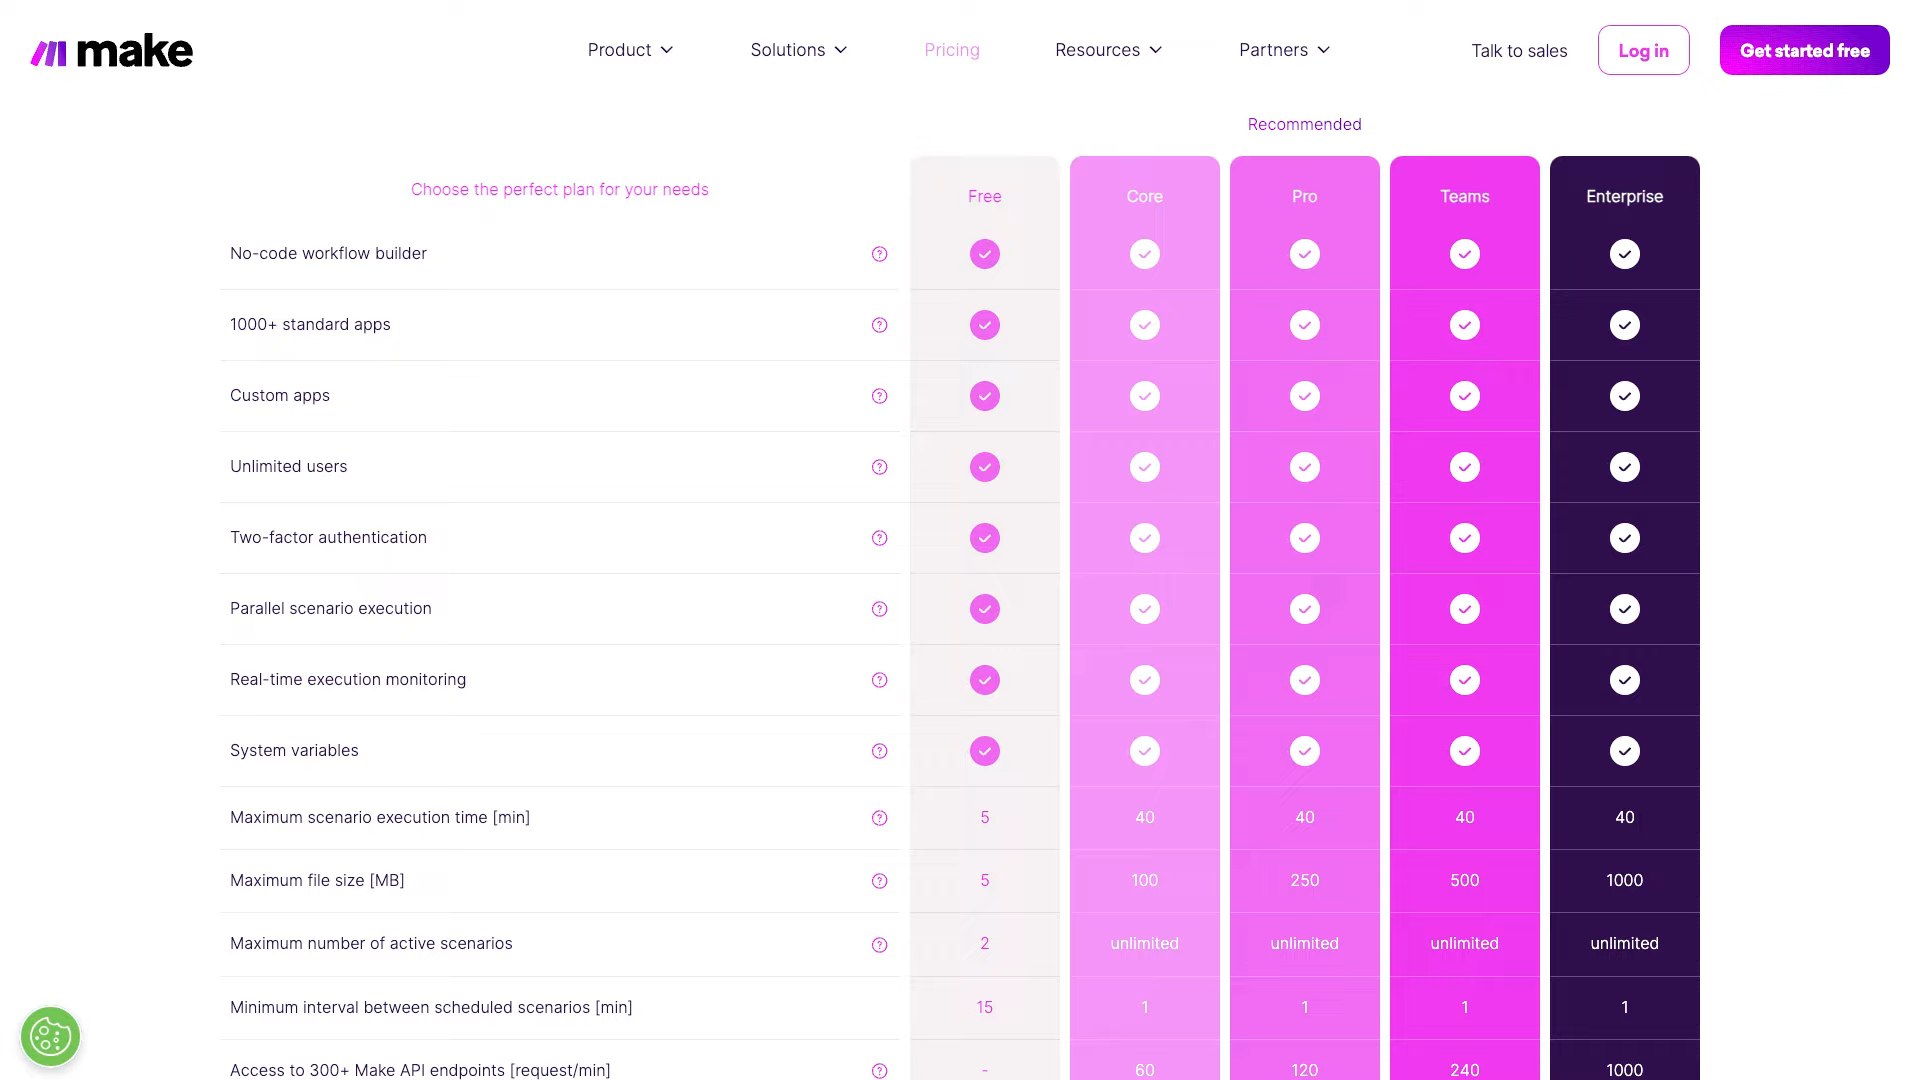 make
Product
Solutions
Pricing
Resources
Partners
Talk to sales
Log in
Get started free
Recommended
Choose the perfect plan for your needs
Free
Core
Pro
Teams
Enterprise
No-code workflow builder
1000+ standard apps
Custom apps
Unlimited users
Two-factor authentication
Parallel scenario execution
Real-time execution monitoring
System variables
Maximum scenario execution time [min] 5 40 40 40 40
Maximum file size [MB] 5 100 250 500 1000
Maximum number of active scenarios 2 unlimited unlimited unlimited unlimited
Minimum interval between scheduled scenarios [min] 15 1 1 1 1
Access to 300+ Make API endpoints [request/min] - 60 120 240 1000